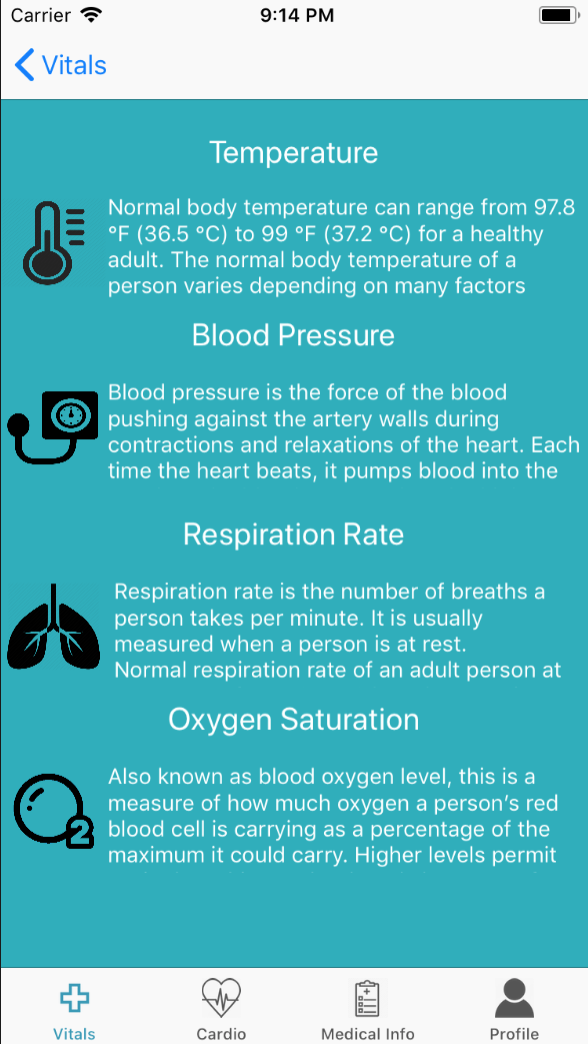 Carrier 9:14 PM
Vitals
Temperature
Normal body temperature can range from 97.8
°F (36.5 °C) to 99 °F (37.2 °C) for a healthy
adult. The normal body temperature of a
person varies depending on many factors
Blood Pressure
Blood pressure is the force of the blood
pushing against the artery walls during
contractions and relaxations of the heart. Each
time the heart beats, it pumps blood into the
Respiration Rate
Respiration rate is the number of breaths a
person takes per minute. It is usually
measured when a person is at rest.
Normal respiration rate of an adult person at
Oxygen Saturation
2
Also known as blood oxygen level, this is a
measure of how much oxygen a person’s red
blood cell is carrying as a percentage of the
maximum it could carry. Higher levels permit
Vitals Cardio Medical Info Profile